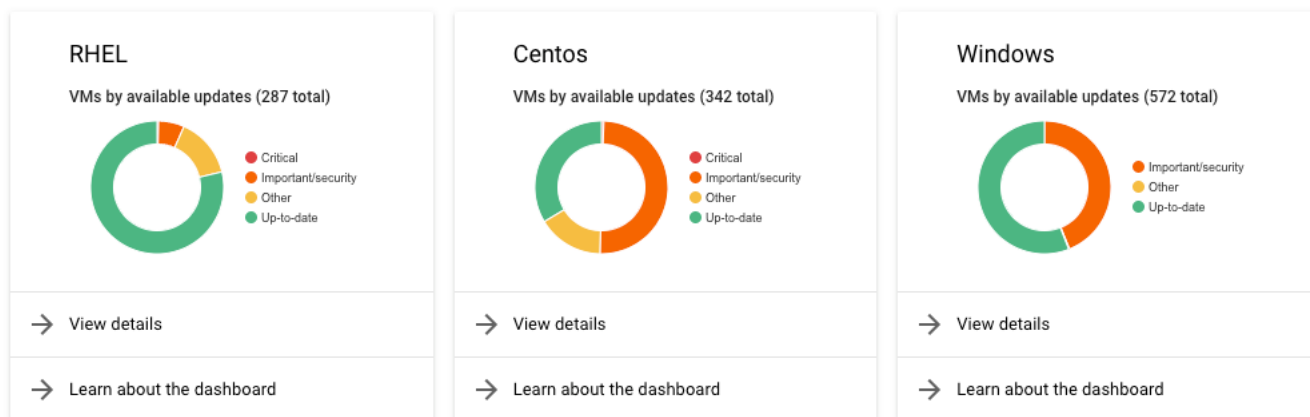 RHEL
VMs by available updates (287 total)
Critical
Important/security
Other
Up-to-date
View details
Learn about the dashboard
Centos
VMs by available updates (342 total)
Critical
Important/security
Other
Up-to-date
View details
Learn about the dashboard
Windows
VMs by available updates (572 total)
Important/security
Other
Up-to-date
View details
Learn about the dashboard